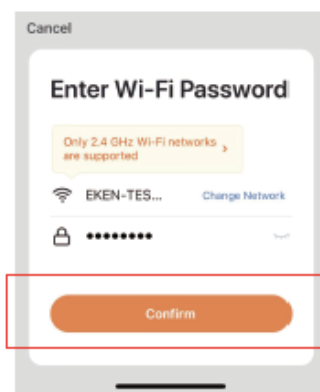 Cancel
Enter Wi-Fi Password
Only 2.4 GHz Wi-Fi networks
are supported
EKEN-TES...
Change Network
Confirm